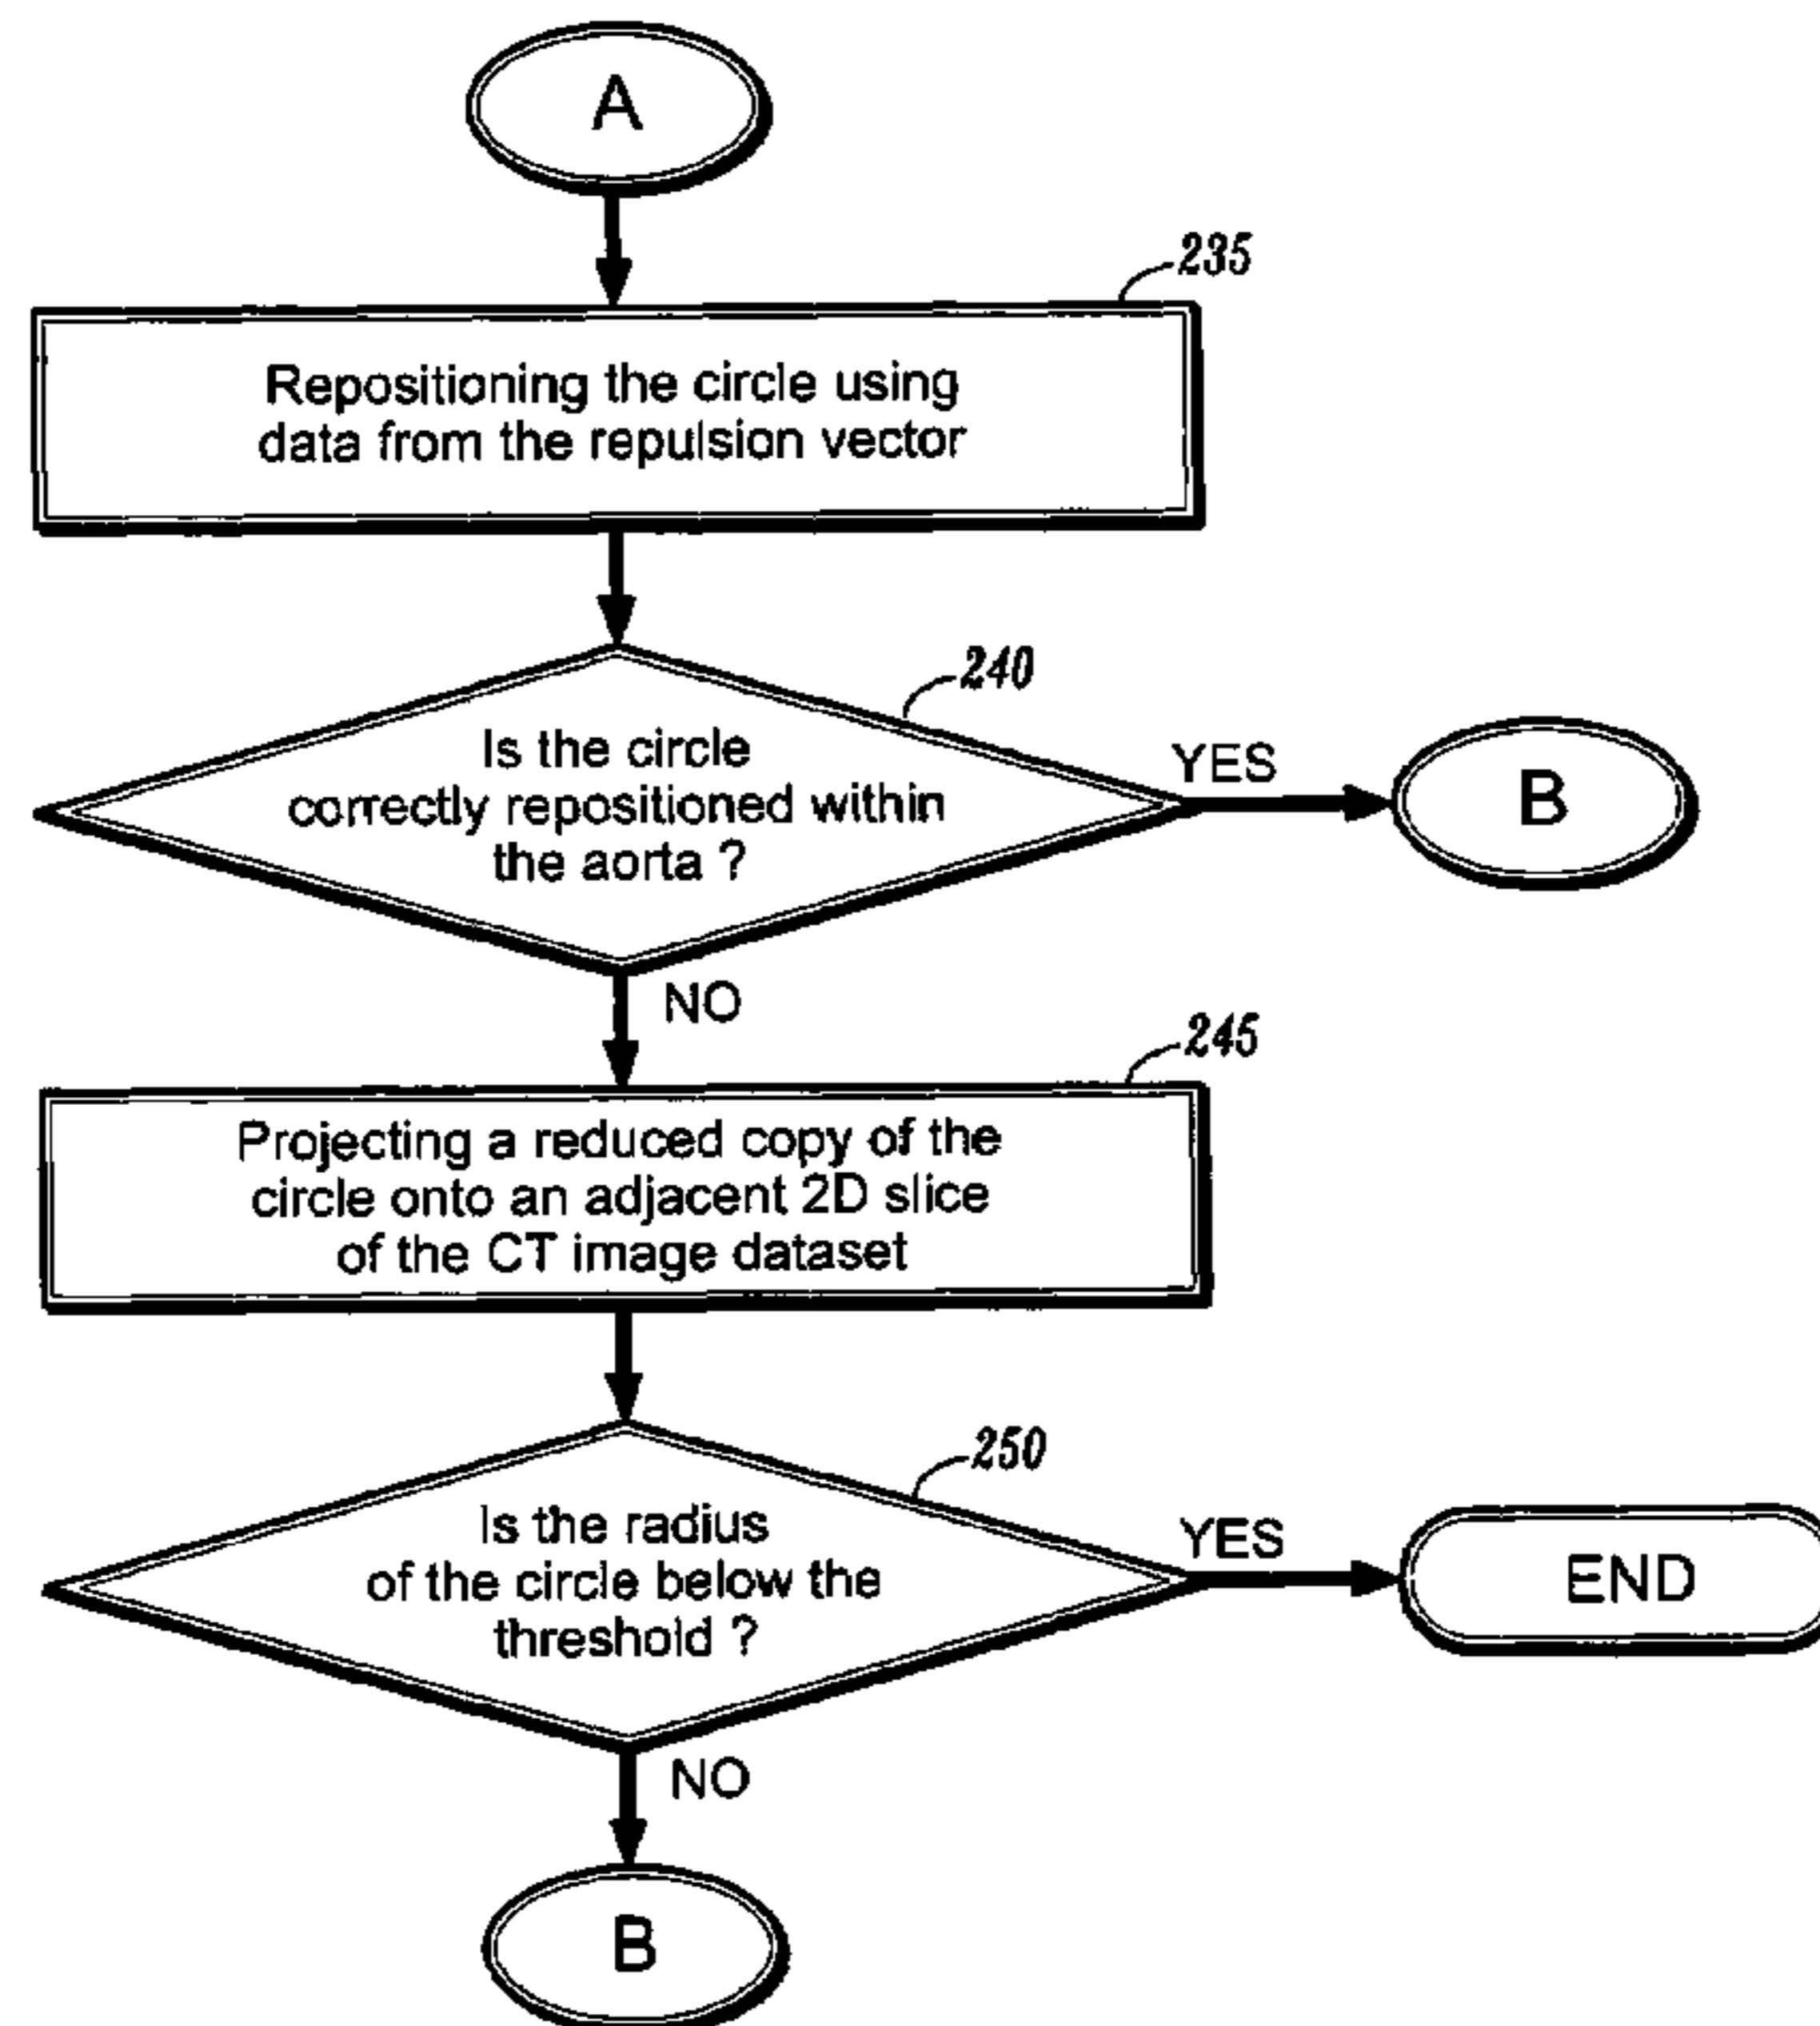 A
235
Repositioning the circle using
data from the repulsion vector
240
Is the circle
correctly repositioned within
the aorta ?
YES
B
NO
245
Projecting a reduced copy of the
circle onto an adjacent 2D slice
of the CT image dataset
250
Is the radius
of the circle below the
threshold ?
YES
END
NO
B